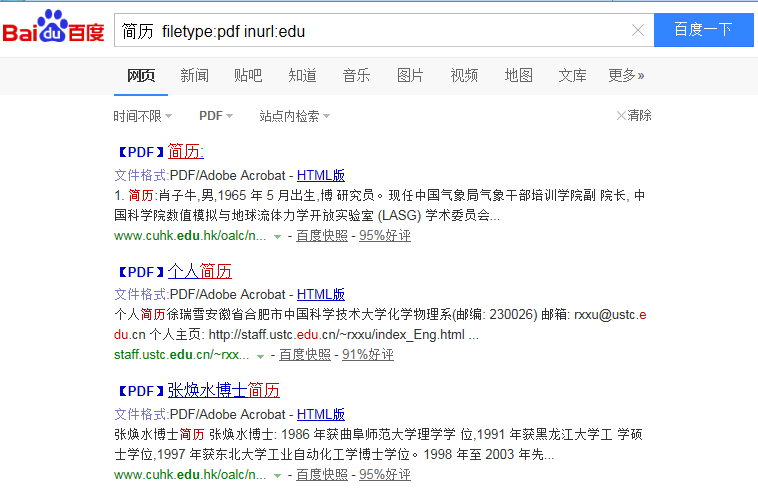 Bai du 百度
简历 filetype:pdf inurl:edu
百度一下
网页 新闻 贴吧 知道 音乐 图片 视频 地图 文库 更多»
时间不限 PDF 站点内检索 清除
【PDF】简历:
文件格式:PDF/Adobe Acrobat - HTML版
1. 简历:肖子牛,男,1965 年 5 月出生,博 研究员。现任中国气象局气象干部培训学院副 院长, 中
国科学院数值模拟与地球流体力学开放实验室 (LASG) 学术委员会...
www.cuhk.edu.hk/oalc/n... - 百度快照 - 95%好评
【PDF】个人简历
文件格式:PDF/Adobe Acrobat - HTML版
个人简历徐瑞雪安徽省合肥市中国科学技术大学化学物理系(邮编: 230026) 邮箱: rxxu@ustc.e
du.cn 个人主页: http://staff.ustc.edu.cn/~rxxu/index_Eng.html ...
staff.ustc.edu.cn/~rxx... - 百度快照 - 91%好评
【PDF】张焕水博士简历
文件格式:PDF/Adobe Acrobat - HTML版
张焕水博士简历 张焕水博士: 1986 年获曲阜师范大学理学学 位,1991 年获黑龙江大学工 学硕
士学位,1997 年获东北大学工业自动化工学博士学位。1998 年至 2003 年先...
www.cuhk.edu.hk/oalc/n... - 百度快照 - 95%好评